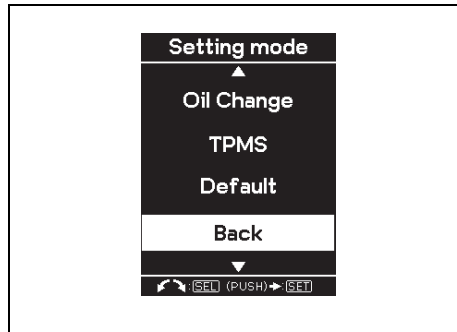 Setting mode
Oil Change
TPMS
Default
Back
:SEL (PUSH)➔:SET